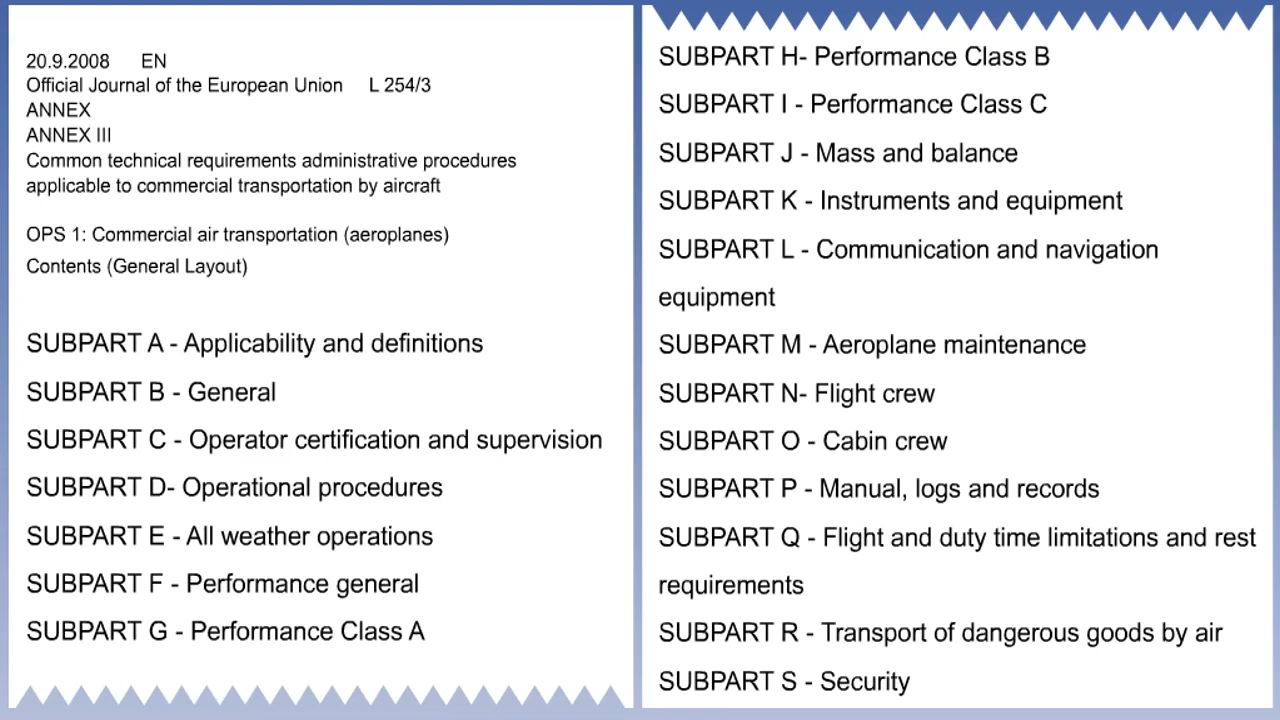 20.9.2008 EN
Official Journal of the European Union L 254/3
ANNEX
ANNEX III
Common technical requirements administrative procedures
applicable to commercial transportation by aircraft
OPS 1: Commercial air transportation (aeroplanes)
Contents (General Layout)
SUBPART A - Applicability and definitions
SUBPART B - General
SUBPART C - Operator certification and supervision
SUBPART D- Operational procedures
SUBPART E - All weather operations
SUBPART F - Performance general
SUBPART G - Performance Class A
SUBPART H- Performance Class B
SUBPART I - Performance Class C
SUBPART J - Mass and balance
SUBPART K - Instruments and equipment
SUBPART L - Communication and navigation
equipment
SUBPART M - Aeroplane maintenance
SUBPART N- Flight crew
SUBPART O - Cabin crew
SUBPART P - Manual, logs and records
SUBPART Q - Flight and duty time limitations and rest
requirements
SUBPART R - Transport of dangerous goods by air
SUBPART S - Security